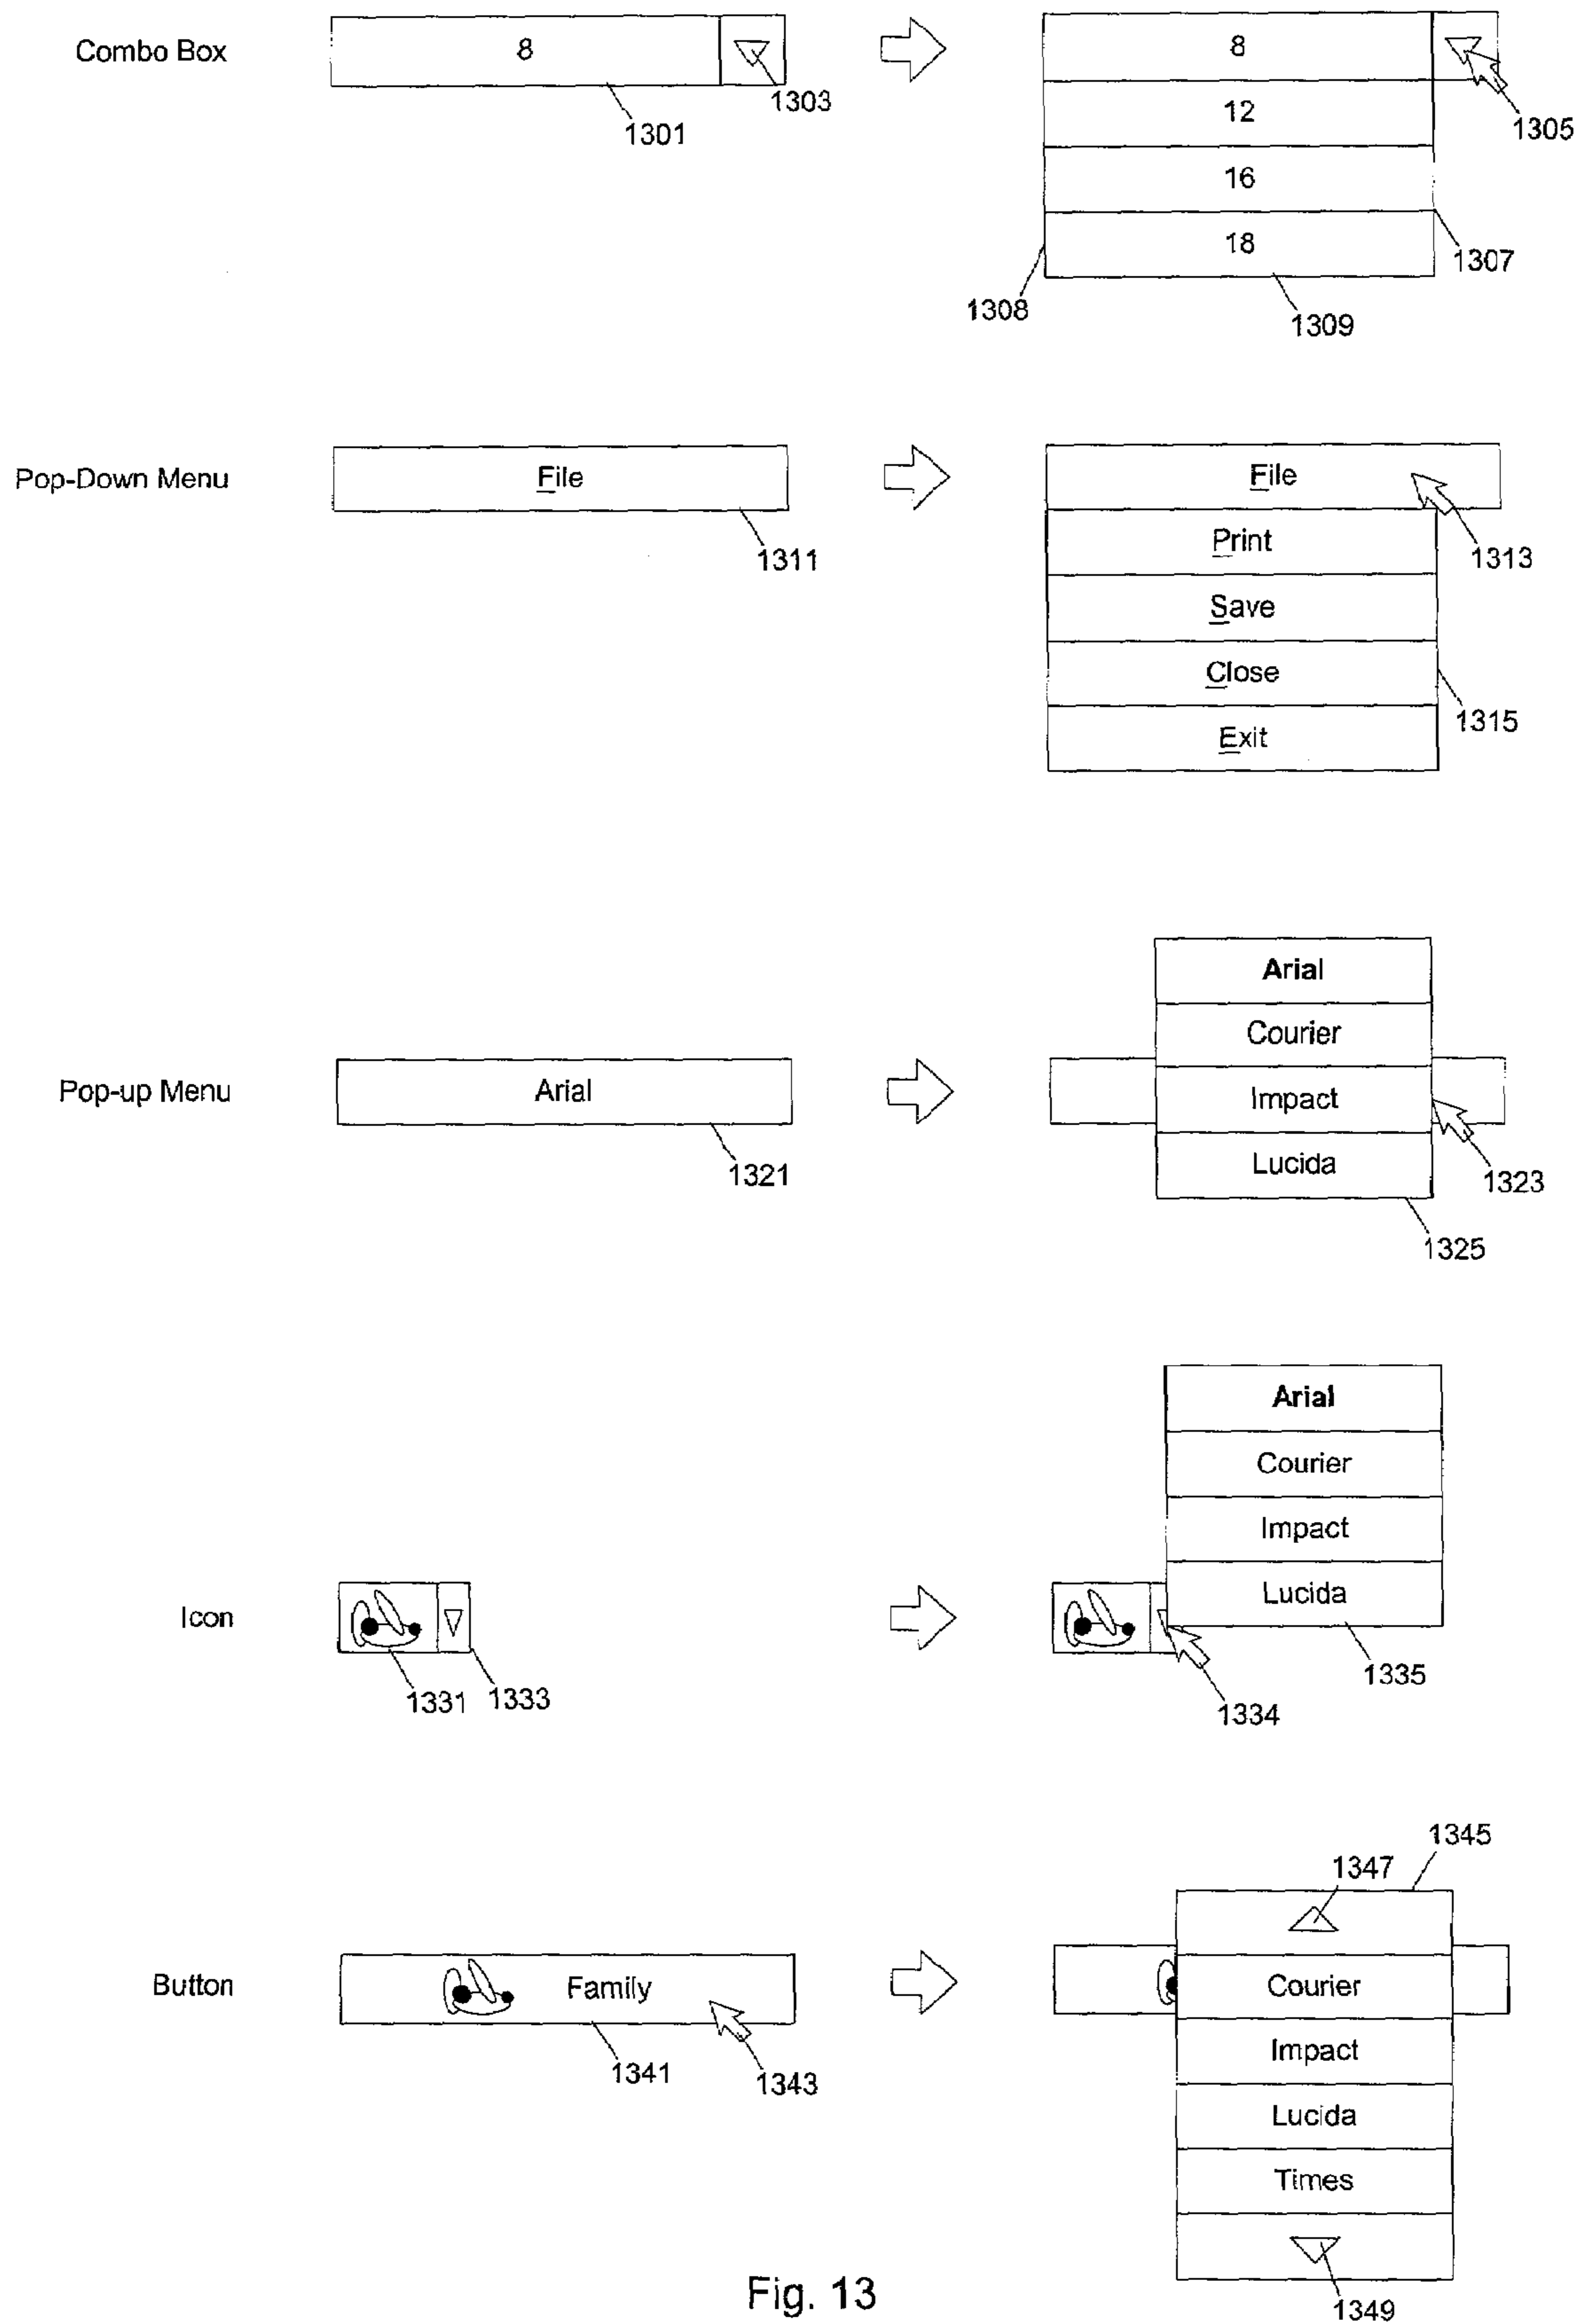 Combo Box
8
1303
1301
8
12
16
18
1305
1307
1308
1309
Pop-Down Menu
File
1311
File
Print
Save
Close
Exit
1313
1315
Pop-up Menu
Arial
1321
Arial
Courier
Impact
Lucida
1323
1325
Icon
1331
1333
Arial
Courier
Impact
Lucida
1334
1335
Button
Family
1341
1343
1345
1347
Courier
Impact
Lucida
Times
1349
Fig. 13